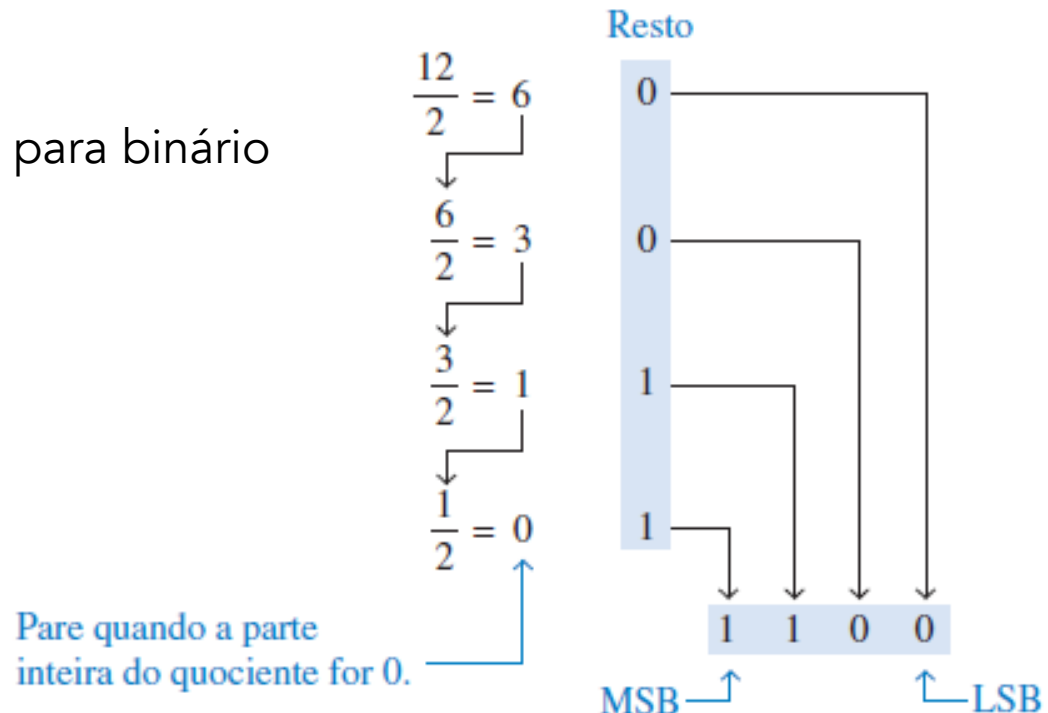 Resto
12
2 = 6 0
para binário
6
2 = 3 0
3
2 = 1 1
1
2 = 0 1
Pare quando a parte
inteira do quociente for 0.
1 1 0 0
MSB LSB